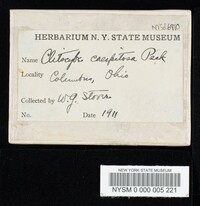 HERBARIUM N. Y. STATE MUSEUM
Name Clitocybe caespitosa Peck
Locality Columbus, Ohio
Collected by W. G. Stover
No. Date 1911
NEW YORK STATE MUSEUM
NYSM 0 000 005 221